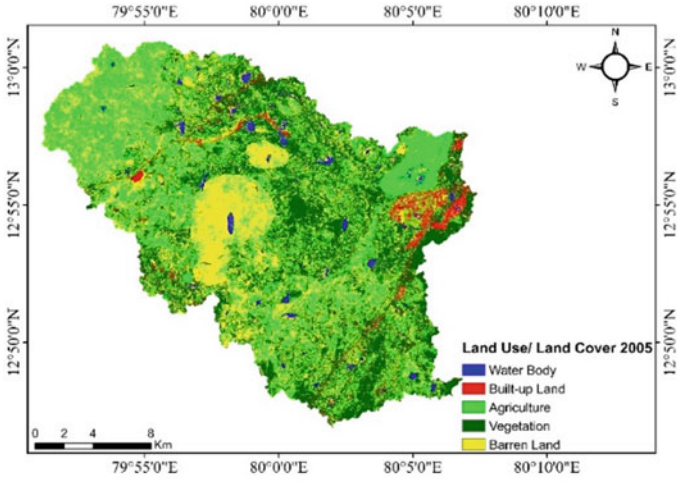 79°55'0"E 80°0'0"E 80°5'0"E 80°10'0"E
N
W E
S
13°0'0"N 13°0'0"N
12°55'0"N 12°55'0"N
12°50'0"N 12°50'0"N
Land Use/ Land Cover 2005
Water Body
Built-up Land
Agriculture
Vegetation
Barren Land
0 2 4 8
Km
79°55'0"E 80°0'0"E 80°5'0"E 80°10'0"E